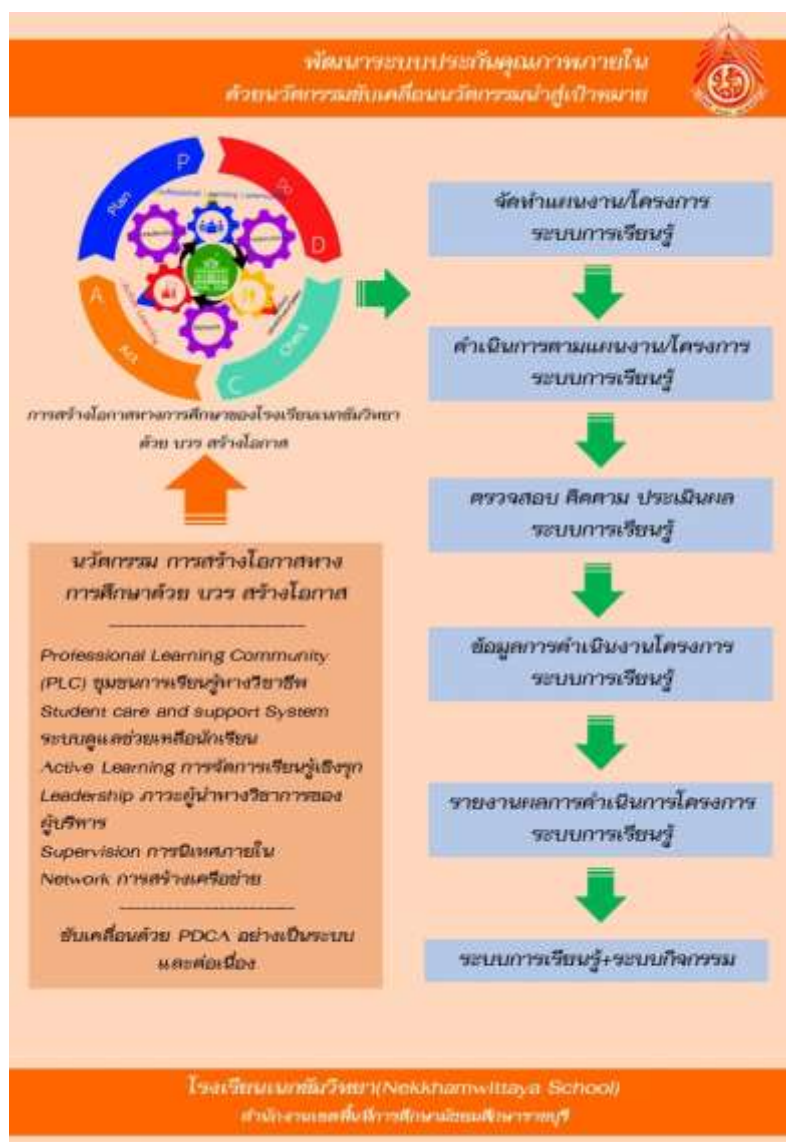 พัฒนาระบบประกันคุณภาพภายใน
ด้วยนวัตกรรมขับเคลื่อนนวัตกรรมนำสู่เป้าหมาย
P
Plan
Do
D
A
Act
Check
C
Active Learning
การสร้างโอกาสทางการศึกษาของโรงเรียนเนกขัมวิทยา
ด้วย บวร สร้างโอกาส
นวัตกรรม การสร้างโอกาสทาง
การศึกษาด้วย บวร สร้างโอกาส
Professional Learning Community
(PLC) ชุมชนการเรียนรู้ทางวิชาชีพ
Student care and support System
ระบบดูแลช่วยเหลือนักเรียน
Active Learning การจัดการเรียนรู้เชิงรุก
Leadership ภาวะผู้นำทางวิชาการของ
ผู้บริหาร
Supervision การนิเทศภายใน
Network การสร้างเครือข่าย
ขับเคลื่อนด้วย PDCA อย่างเป็นระบบ
และต่อเนื่อง
จัดทำแผนงาน/โครงการ
ระบบการเรียนรู้
ดำเนินการตามแผนงาน/โครงการ
ระบบการเรียนรู้
ตรวจสอบ ติดตาม ประเมินผล
ระบบการเรียนรู้
ข้อมูลการดำเนินงานโครงการ
ระบบการเรียนรู้
รายงานผลการดำเนินการโครงการ
ระบบการเรียนรู้
ระบบการเรียนรู้+ระบบกิจกรรม
โรงเรียนเนกขัมวิทยา(Nekkhamwittaya School)
สำนักงานเขตพื้นที่การศึกษามัธยมศึกษาราชบุรี